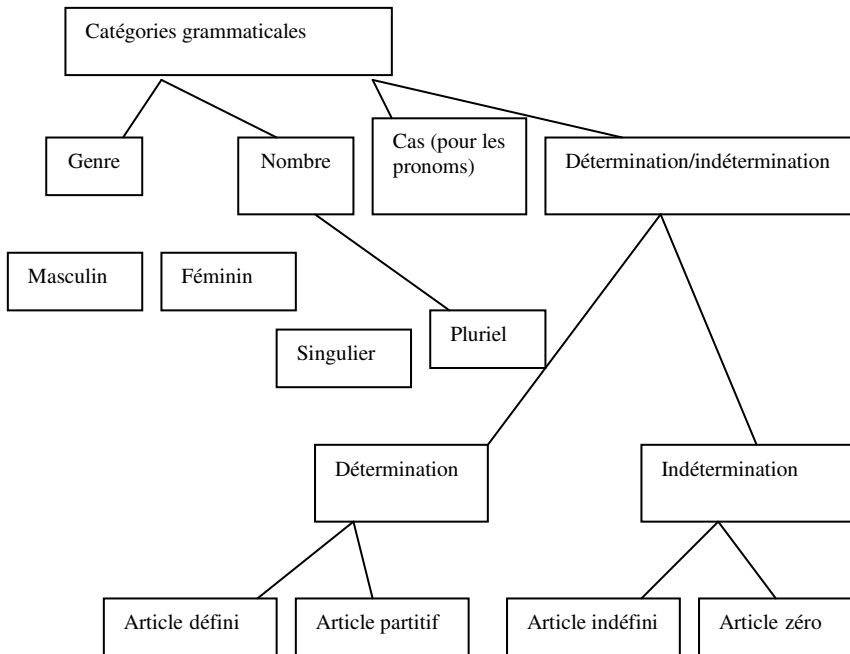 Catégories grammaticales
Genre
Nombre
Cas (pour les
pronoms)
Détermination/indétermination
Masculin
Féminin
Singulier
Pluriel
Détermination
Indétermination
Article défini
Article partitif
Article indéfini
Article zéro